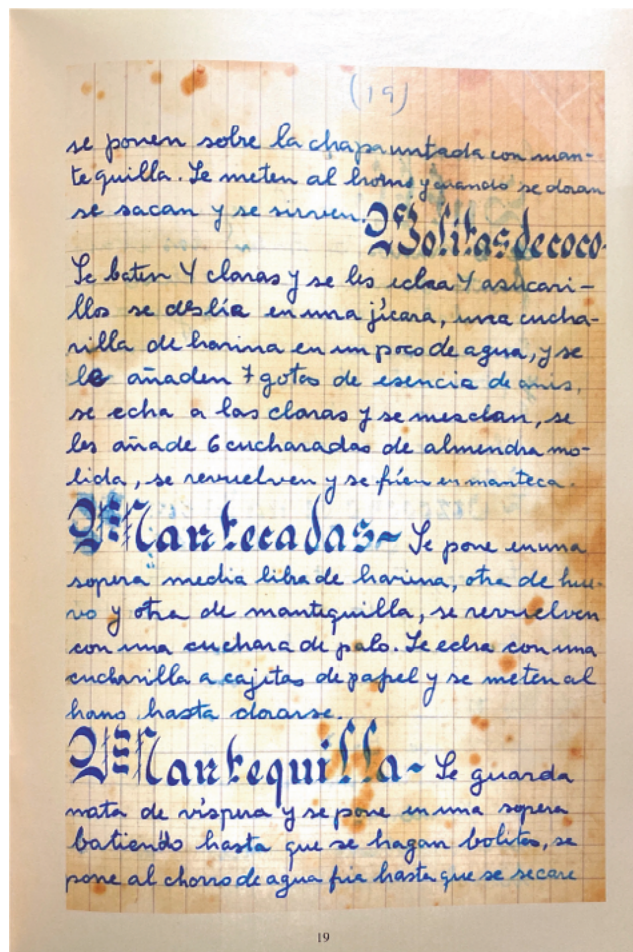 (19)
se ponen sobre la chapa untada con man-
tequilla. Se meten al horno y cuando se doran
se sacan y se sirven.
Bolitas de coco-
Se baten 4 claras y se les echa 4 asucari-
llos se deslía en una jícara, una cucha-
rilla de harina en un poco de agua, y se
le añaden 7 gotas de esencia de anis,
se echa a las claras y se mesclan, se
les añade 6 cucharadas de almendra mo-
lida, se revuelven y se fríen en manteca.
Mantecadas~ Se pone en una
sopera media libra de harina, otra de hue-
vo y otra de mantequilla, se revuelven
con una cuchara de palo. Se echa con una
cucharilla a cajitas de papel y se meten al
horno hasta dorarse.
Mantequilla~ Se guarda
nata de víspera y se pone en una sopera
batiendo hasta que se hagan bolitas, se
pone al chorro de agua fria hasta que se secare
19